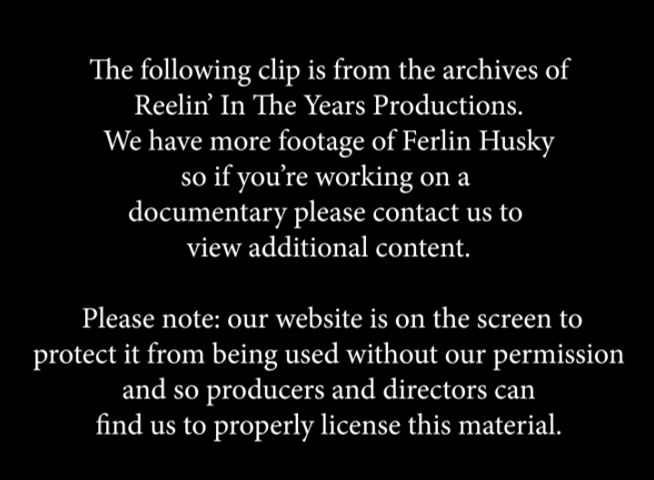 The following clip is from the archives of
Reelin’ In The Years Productions.
We have more footage of Ferlin Husky
so if you’re working on a
documentary please contact us to
view additional content.
Please note: our website is on the screen to
protect it from being used without our permission
and so producers and directors can
find us to properly license this material.